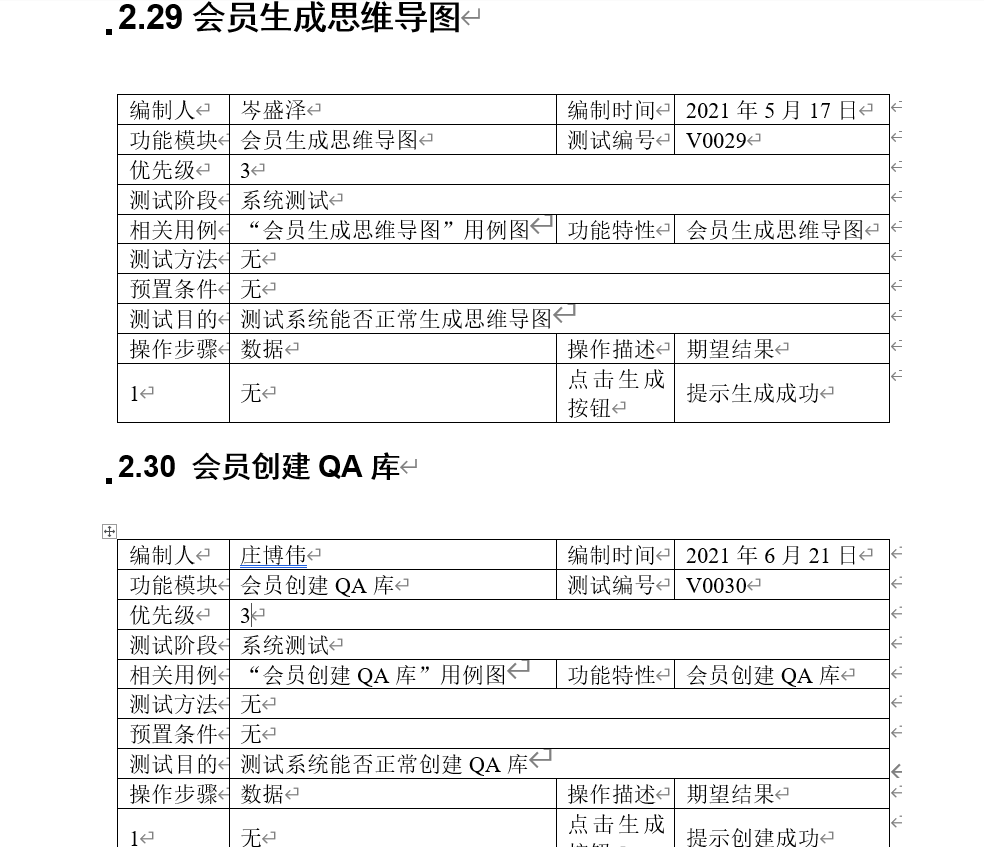 2.29 会员生成思维导图
编制人 岑盛泽 编制时间 2021 年 5 月 17 日
功能模块 会员生成思维导图 测试编号 V0029
优先级 3
测试阶段 系统测试
相关用例 “会员生成思维导图”用例图 功能特性 会员生成思维导图
测试方法 无
预置条件 无
测试目的 测试系统能否正常生成思维导图
操作步骤 数据 操作描述 期望结果
1 无 点击生成按钮 提示生成成功
2.30 会员创建 QA 库
编制人 庄博伟 编制时间 2021 年 6 月 21 日
功能模块 会员创建 QA 库 测试编号 V0030
优先级 3
测试阶段 系统测试
相关用例 “会员创建 QA 库”用例图 功能特性 会员创建 QA 库
测试方法 无
预置条件 无
测试目的 测试系统能否正常创建 QA 库
操作步骤 数据 操作描述 期望结果
1 无 点击生成 提示创建成功